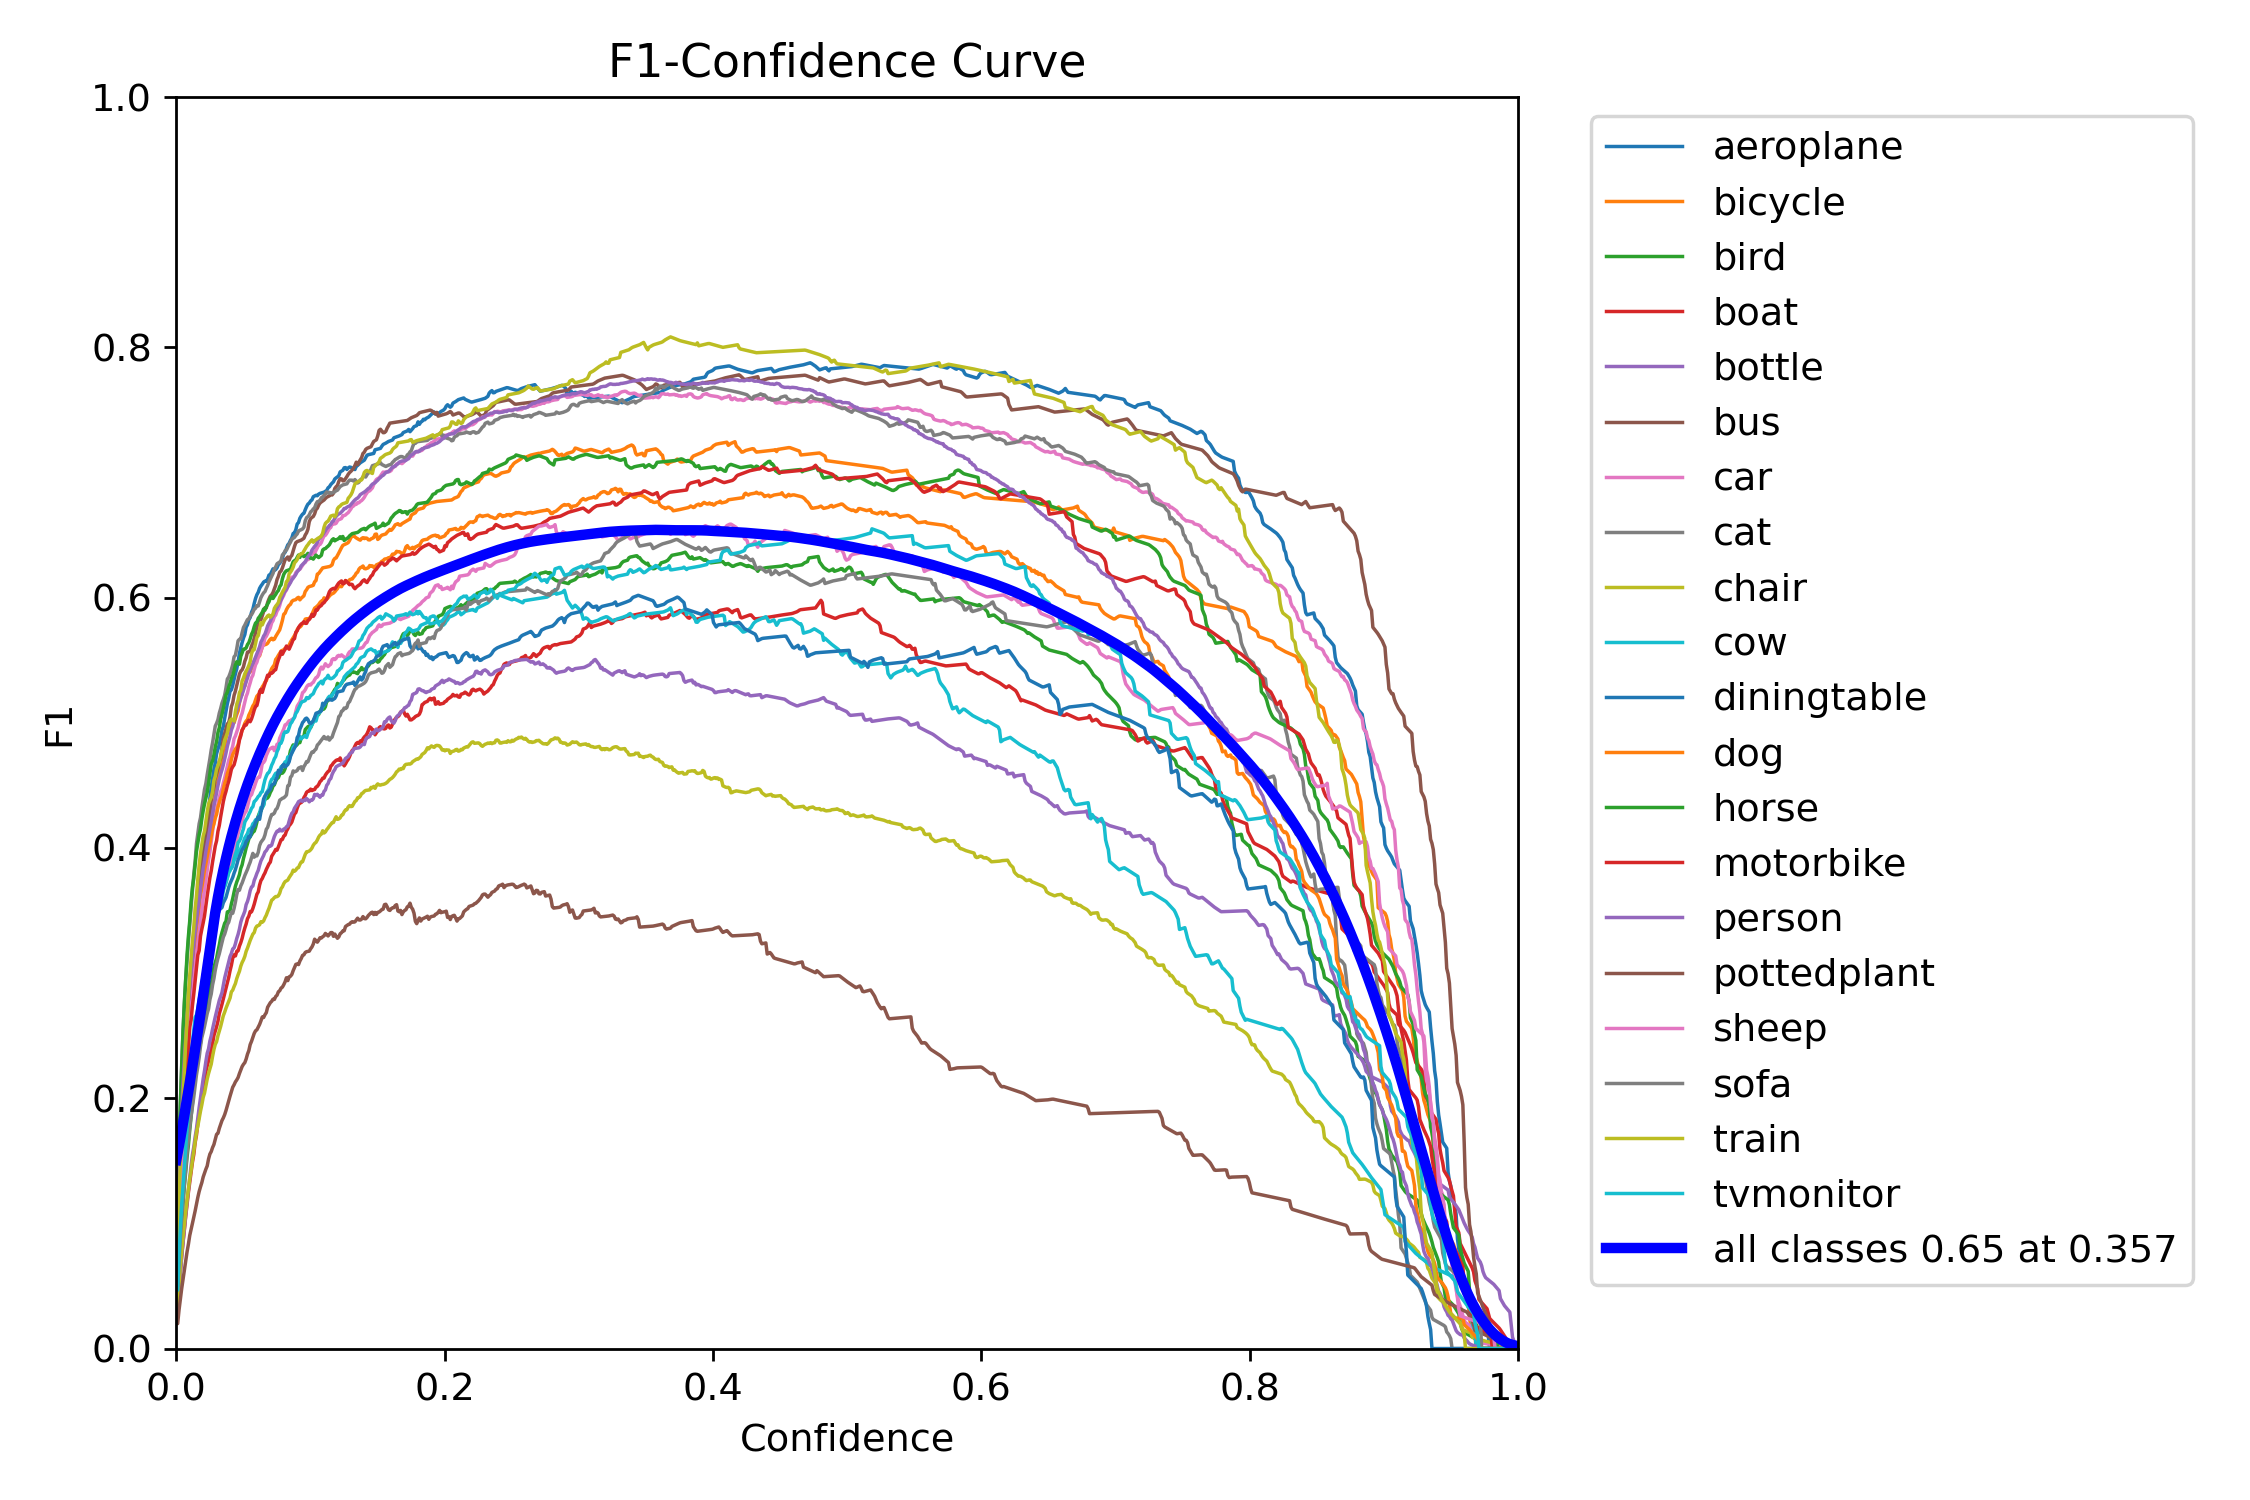 F1-Confidence Curve
1.0
0.8
0.6
0.4
0.2
0.0
F1
0.0 0.2 0.4 0.6 0.8 1.0
Confidence
aeroplane
bicycle
bird
boat
bottle
bus
car
cat
chair
cow
diningtable
dog
horse
motorbike
person
pottedplant
sheep
sofa
train
tvmonitor
all classes 0.65 at 0.357